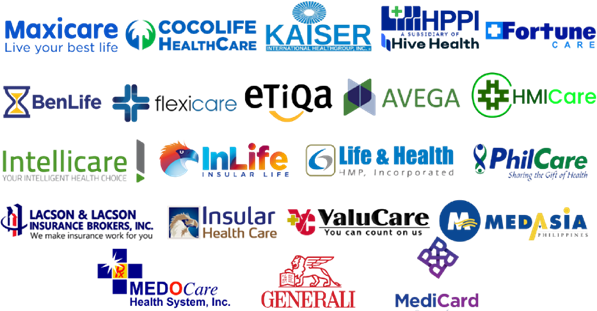 Maxicare
Live your best life
COCOLIFE
HEALTHCARE
KAISER
INTERNATIONAL HEALTHGROUP, INC.
HPPI
A SUBSIDIARY OF
Hive Health
Fortune
CARE
BenLife
flexicare
eTiQa
AVEGA
HMICare
Intellicare
YOUR INTELLIGENT HEALTH CHOICE
InLife
INSULAR LIFE
Life & Health
HMP, Incorporated
PhilCare
Sharing the Gift of Health
LACSON & LACSON
INSURANCE BROKERS, INC.
We make insurance work for you
Insular
Health Care
ValuCare
You can count on us
MEDASIA
PHILIPPINES
MEDOCare
Health System, Inc.
GENERALI
MediCard